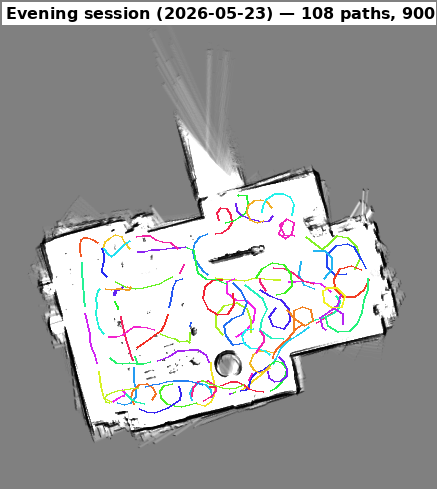 Evening session (2026-05-23) — 108 paths, 900